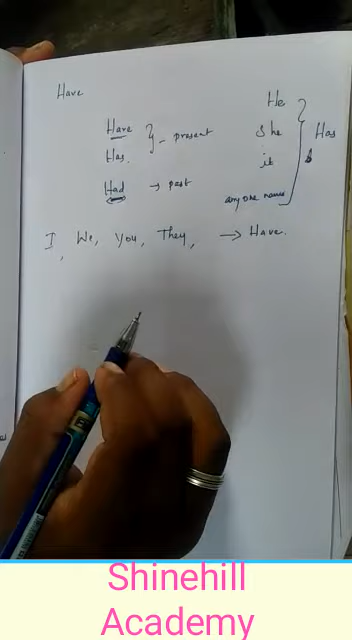 Have
Have } - present
Has.
Had → past
He
She
it
any one name } Has
I, We, you, They, → Have.
Shinehill
Academy